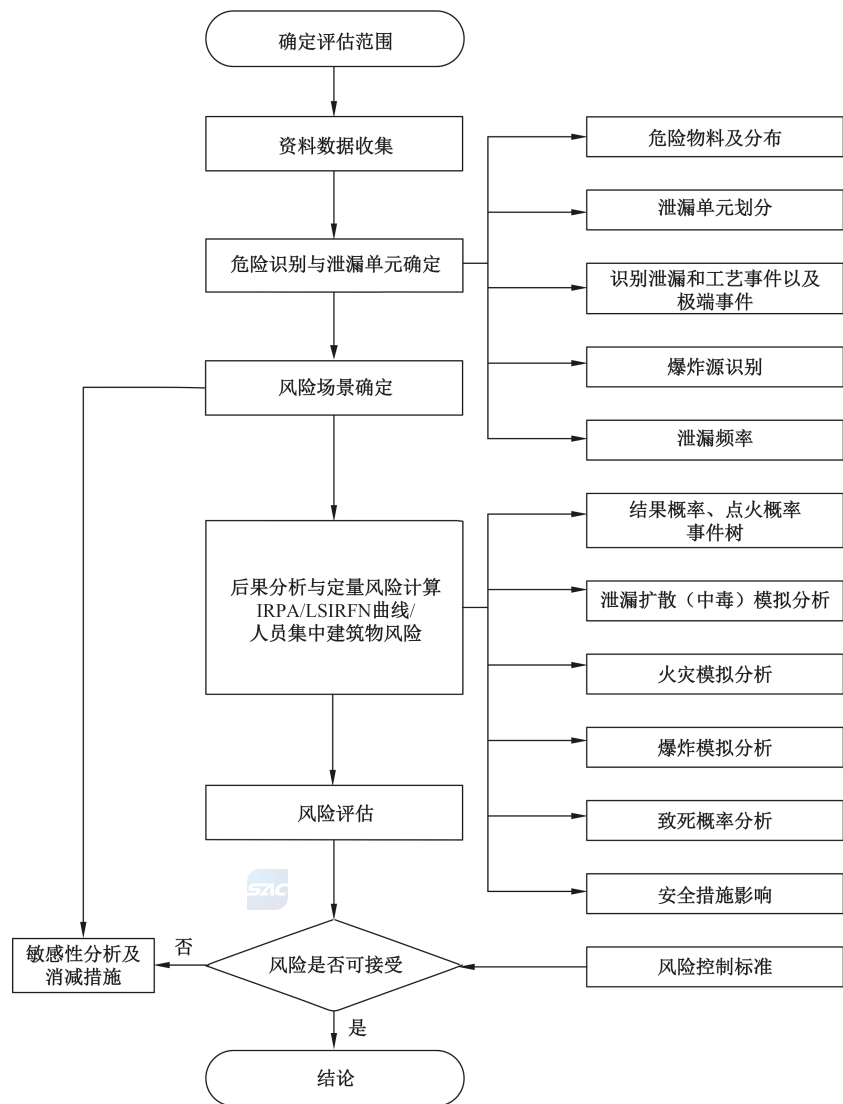 确定评估范围
资料数据收集
危险识别与泄漏单元确定
危险物料及分布
泄漏单元划分
识别泄漏和工艺事件以及
极端事件
爆炸源识别
泄漏频率
风险场景确定
后果分析与定量风险计算
IRPA/LSIRFN曲线/
人员集中建筑物风险
结果概率、点火概率
事件树
泄漏扩散（中毒）模拟分析
火灾模拟分析
爆炸模拟分析
致死概率分析
安全措施影响
风险评估
SAC
风险是否可接受
风险控制标准
否
敏感性分析及
消减措施
是
结论